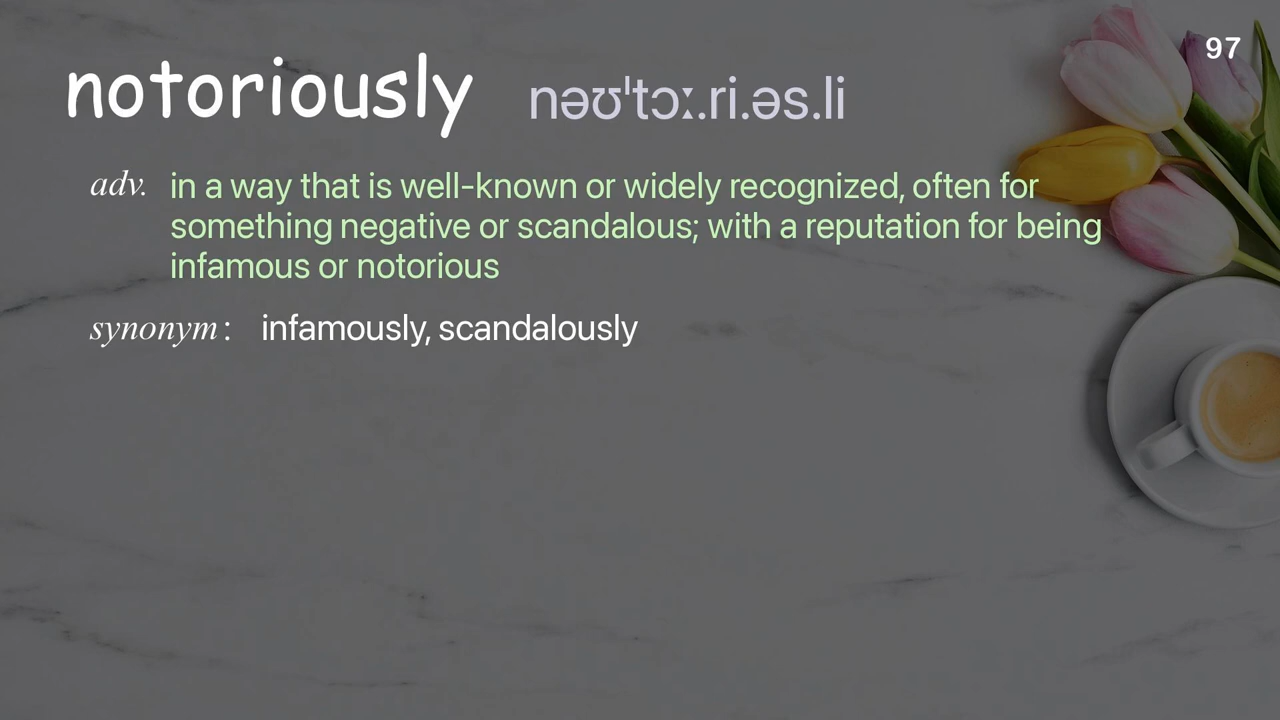 97
notoriously nəʊˈtɔː.ri.əs.li
adv. in a way that is well-known or widely recognized, often for
something negative or scandalous; with a reputation for being
infamous or notorious
synonym: infamously, scandalously